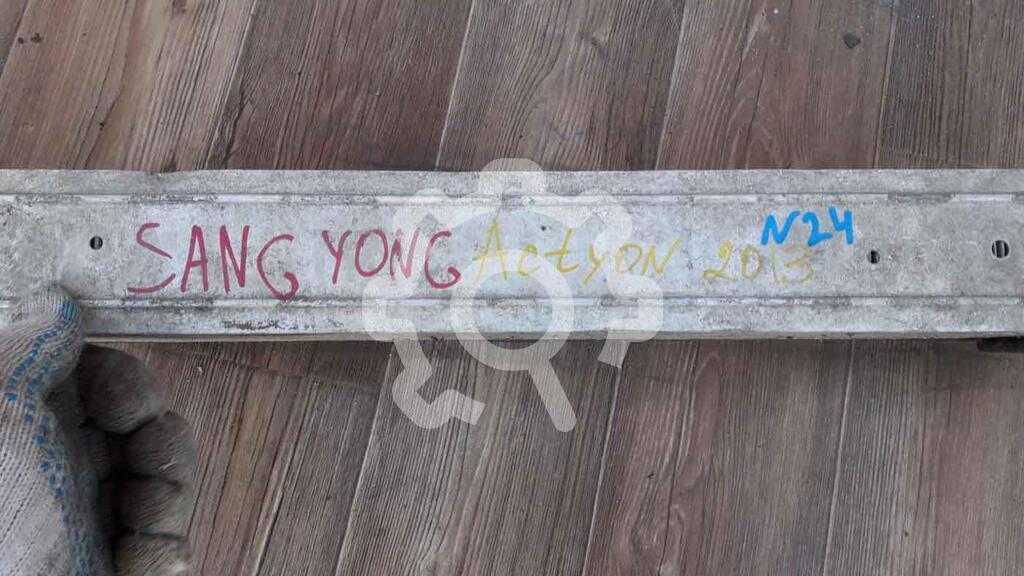 SANG YONG Actyon 2013 N24